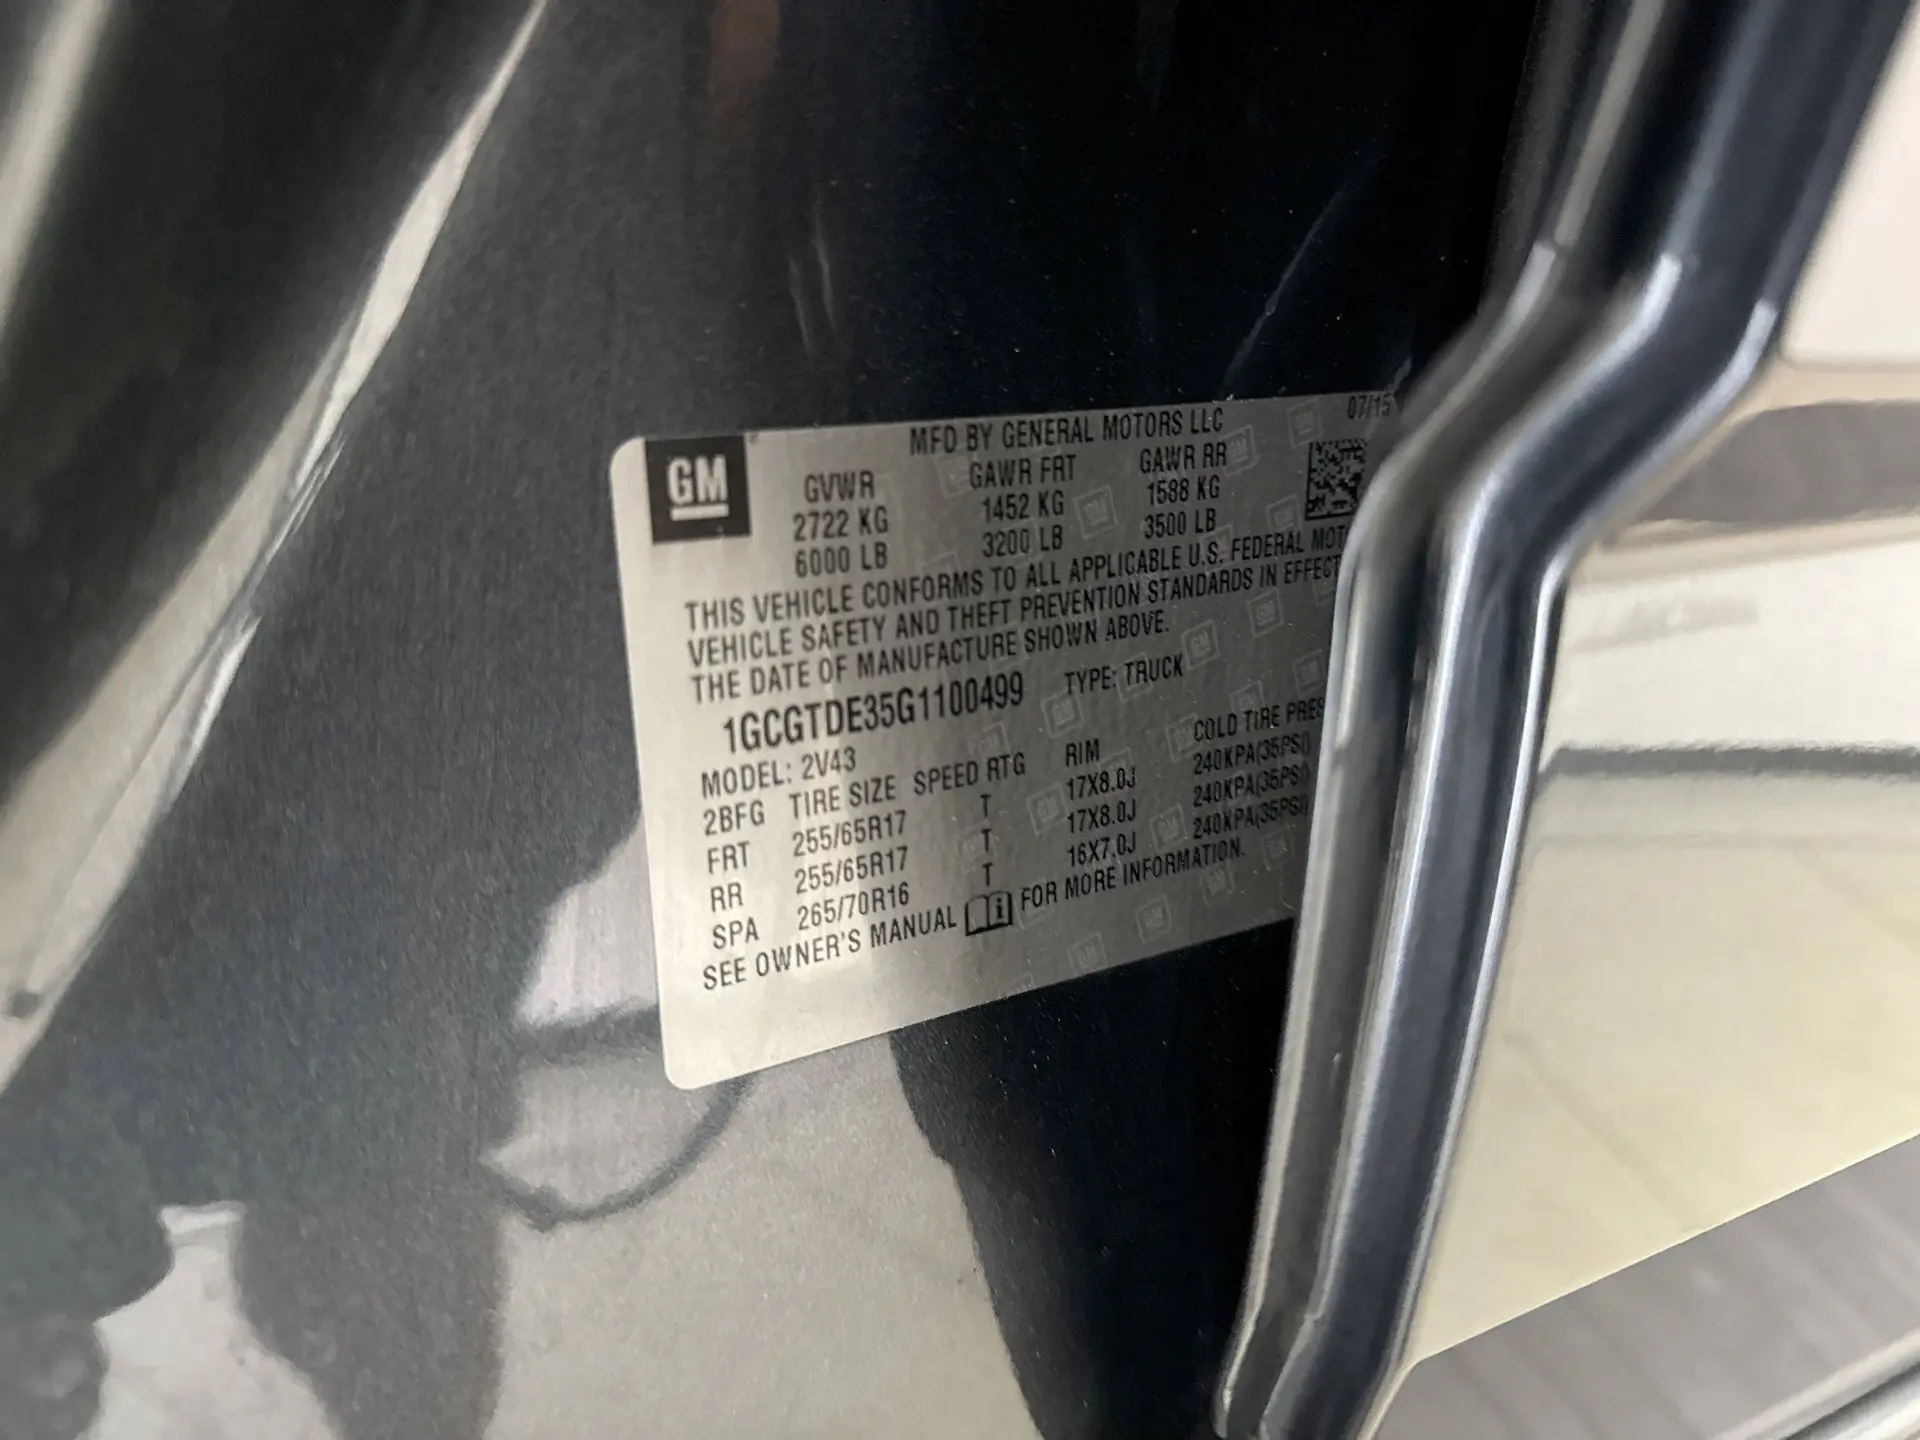 MFD BY GENERAL MOTORS LLC 07/15
GM
GVWR GAWR FRT GAWR RR
2722 KG 1452 KG 1588 KG
6000 LB 3200 LB 3500 LB
THIS VEHICLE CONFORMS TO ALL APPLICABLE U.S. FEDERAL MOT
VEHICLE SAFETY AND THEFT PREVENTION STANDARDS IN EFFECT
THE DATE OF MANUFACTURE SHOWN ABOVE.
1GCGTDE35G1100499 TYPE: TRUCK
MODEL: 2V43
2BFG TIRE SIZE SPEED RTG RIM COLD TIRE PRES
FRT 255/65R17 T 17X8.0J 240KPA(35PSI)
RR 255/65R17 T 17X8.0J 240KPA(35PSI)
SPA 265/70R16 T 16X7.0J 240KPA(35PSI)
SEE OWNER'S MANUAL FOR MORE INFORMATION.